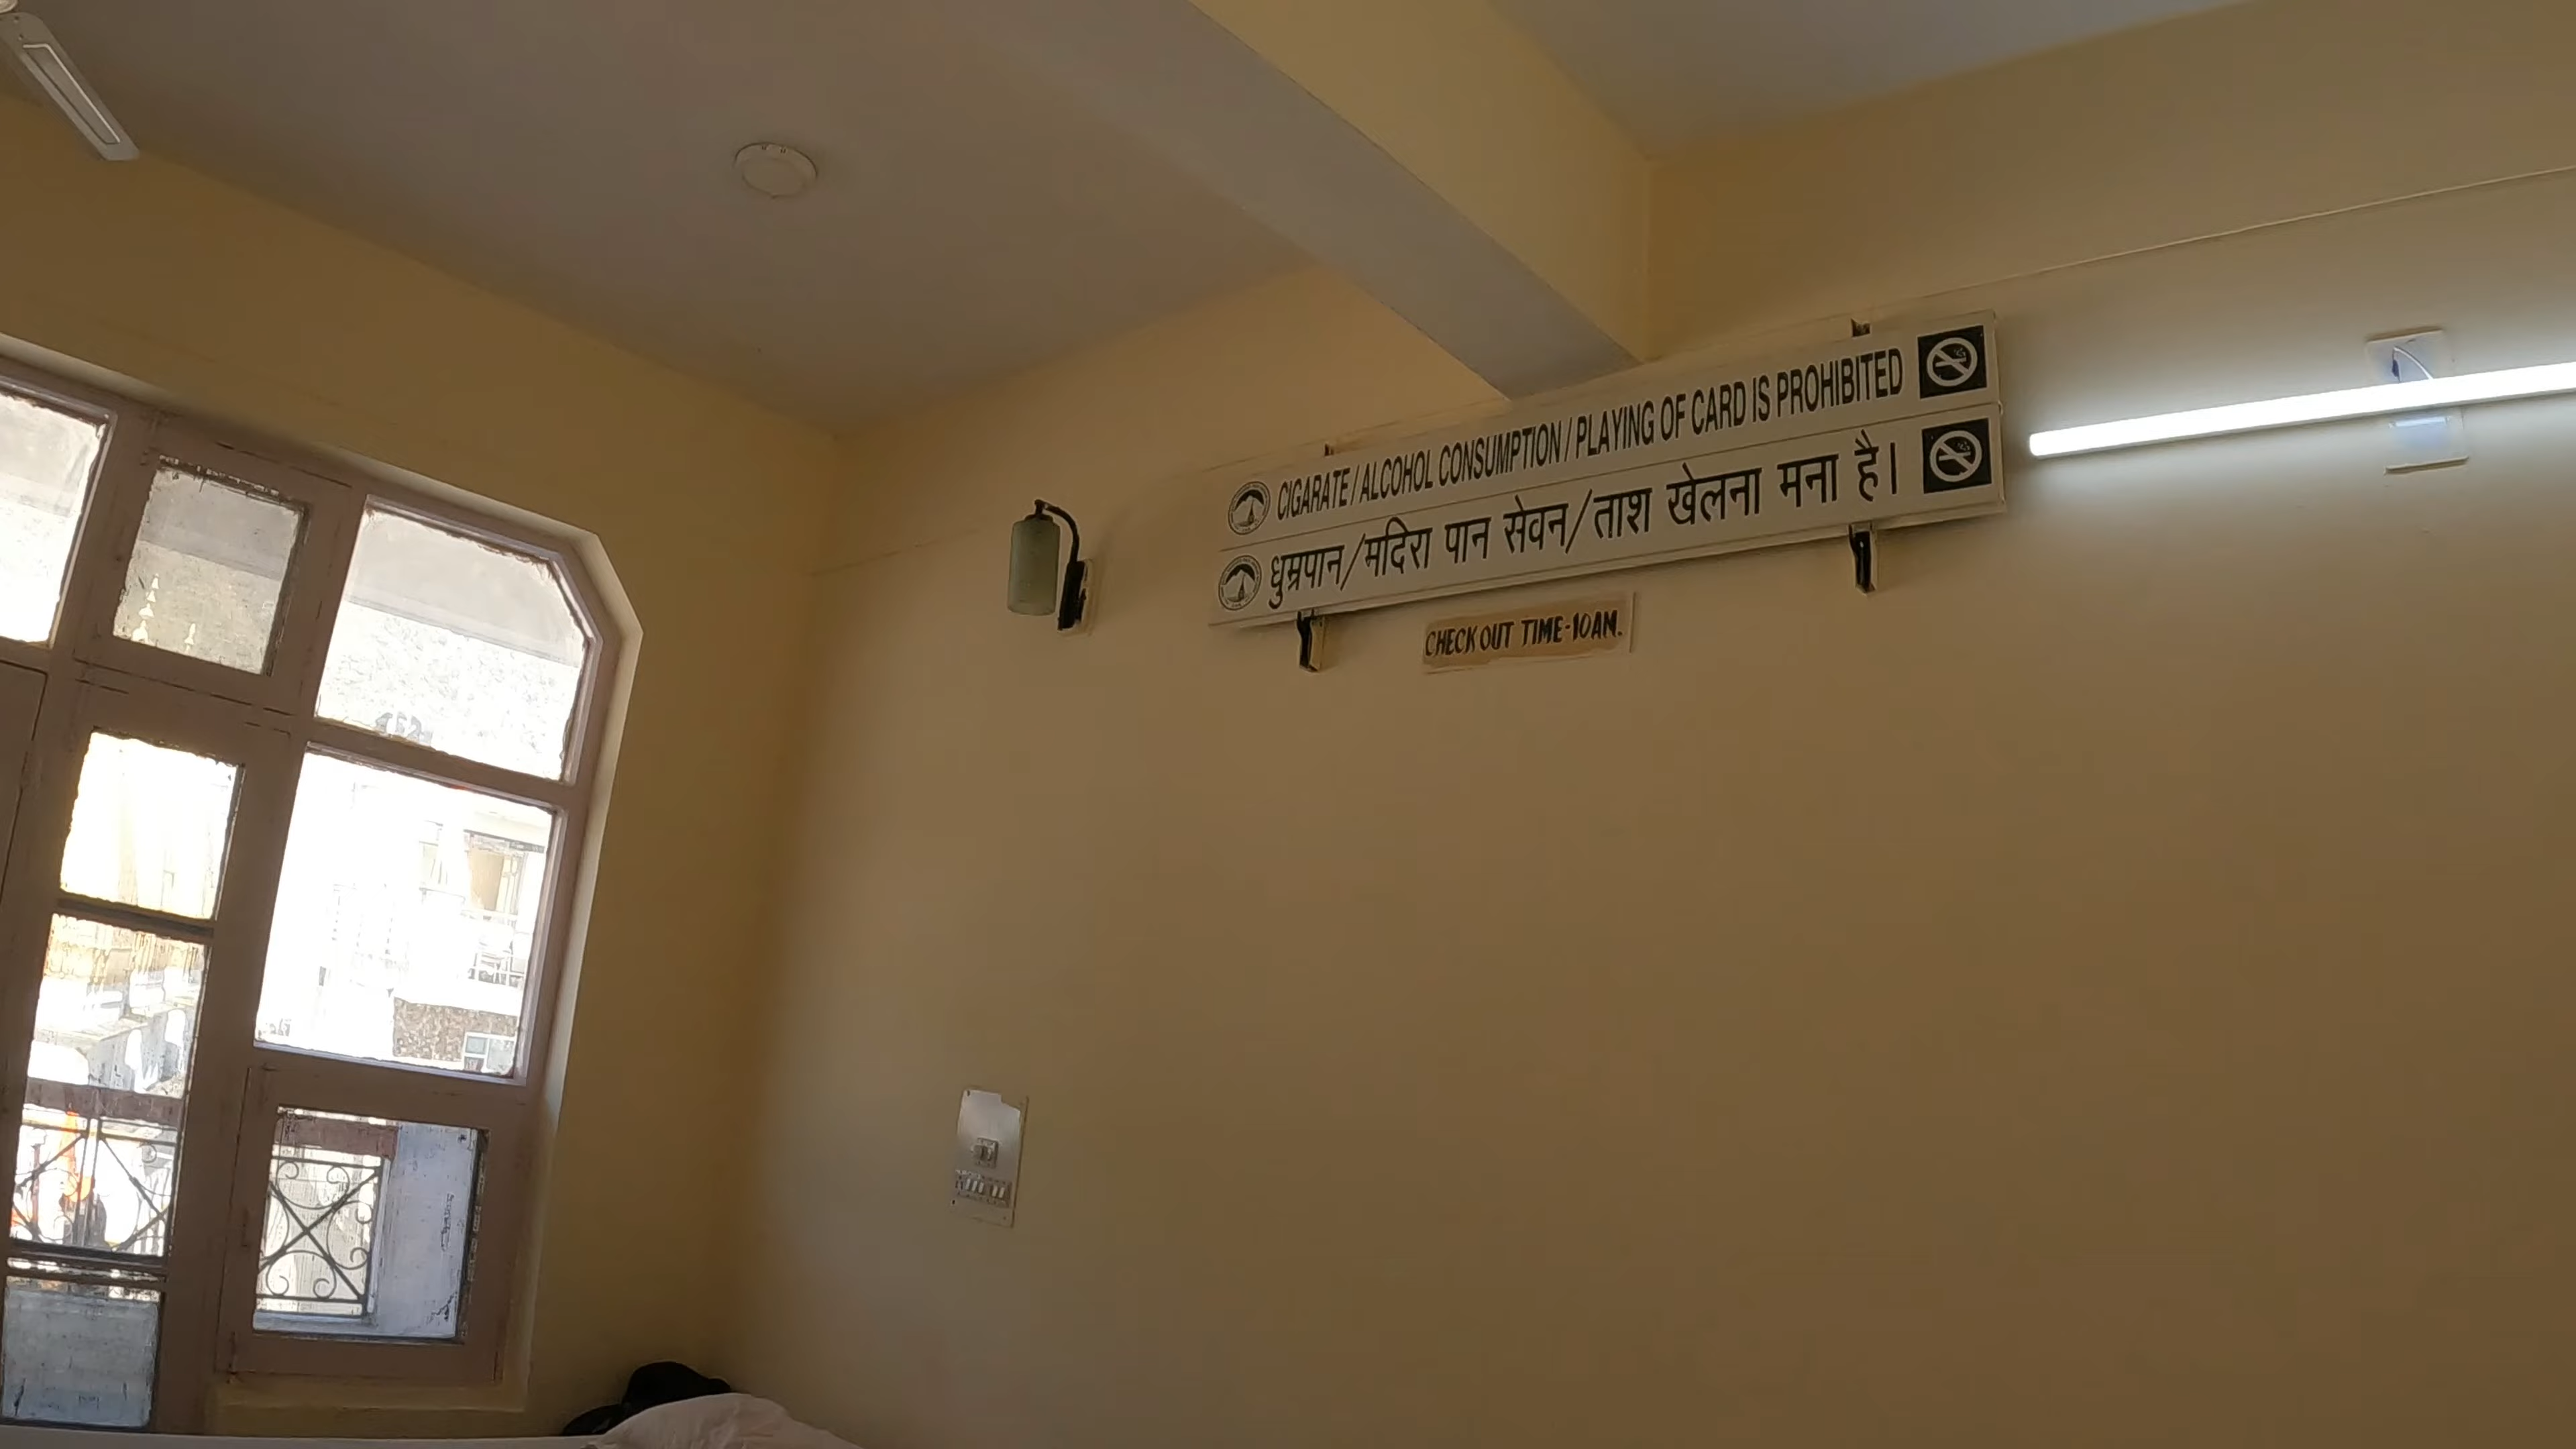 CIGARATE / ALCOHOL CONSUMPTION / PLAYING OF CARD IS PROHIBITED
धुम्रपान/मदिरा पान सेवन/ताश खेलना मना है।
CHECK OUT TIME-10AM.